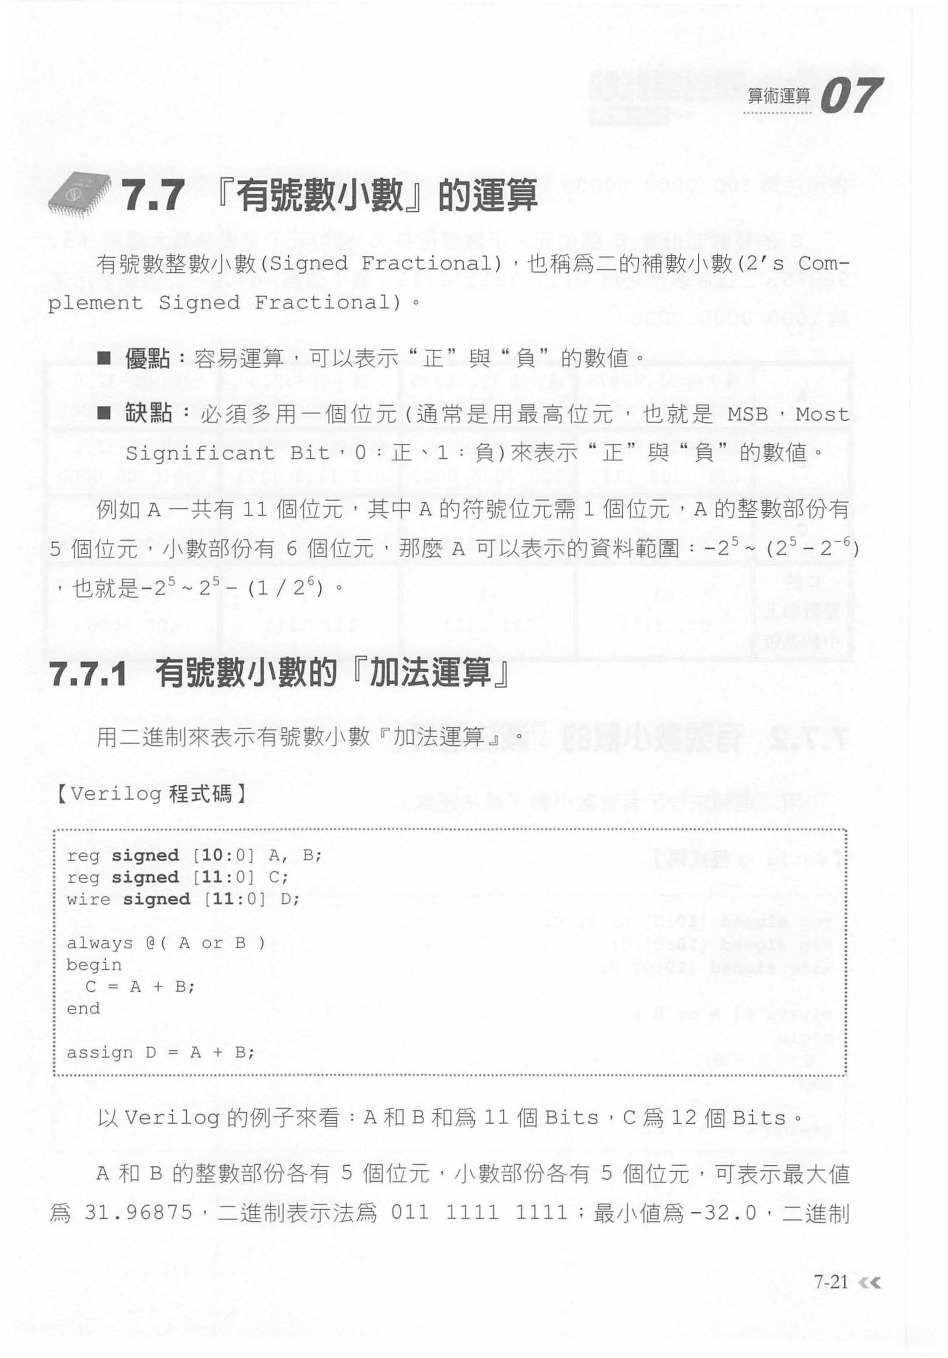 算術運算 07
7.7 『有號數小數』的運算
有號數整數小數(Signed Fractional)，也稱為二的補數小數(2's Com-
plement Signed Fractional)。
■ 優點：容易運算，可以表示“正”與“負”的數值。
■ 缺點：必須多用一個位元(通常是用最高位元，也就是 MSB，Most
Significant Bit，0：正、1：負)來表示“正”與“負”的數值。
例如 A 一共有 11 個位元，其中 A 的符號位元需 1 個位元，A 的整數部份有
5 個位元，小數部份有 6 個位元，那麼 A 可以表示的資料範圍：-2⁵ ~ (2⁵ - 2⁻⁶)
，也就是-2⁵ ~ 2⁵ - (1 / 2⁶)。
7.7.1 有號數小數的『加法運算』
用二進制來表示有號數小數『加法運算』。
【Verilog 程式碼】
reg signed [10:0] A, B;
reg signed [11:0] C;
wire signed [11:0] D;
always @( A or B )
begin
C = A + B;
end
assign D = A + B;
以 Verilog 的例子來看：A 和 B 和為 11 個 Bits，C 為 12 個 Bits。
A 和 B 的整數部份各有 5 個位元，小數部份各有 5 個位元，可表示最大值
為 31.96875，二進制表示法為 011 1111 1111；最小值為 -32.0，二進制
7-21